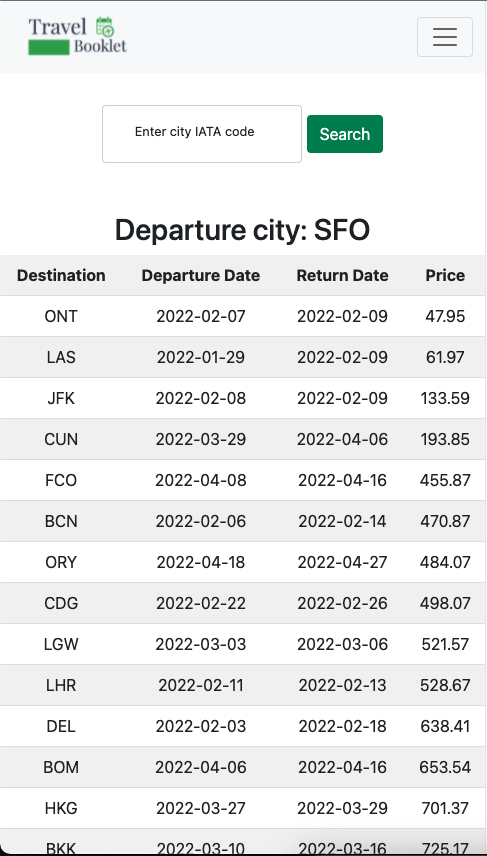 Travel
Booklet
Enter city IATA code
Search
Departure city: SFO
Destination Departure Date Return Date Price
ONT 2022-02-07 2022-02-09 47.95
LAS 2022-01-29 2022-02-09 61.97
JFK 2022-02-08 2022-02-09 133.59
CUN 2022-03-29 2022-04-06 193.85
FCO 2022-04-08 2022-04-16 455.87
BCN 2022-02-06 2022-02-14 470.87
ORY 2022-04-18 2022-04-27 484.07
CDG 2022-02-22 2022-02-26 498.07
LGW 2022-03-03 2022-03-06 521.57
LHR 2022-02-11 2022-02-13 528.67
DEL 2022-02-03 2022-02-18 638.41
BOM 2022-04-06 2022-04-16 653.54
HKG 2022-03-27 2022-03-29 701.37
BKK 2022-03-10 2022-03-16 725.17